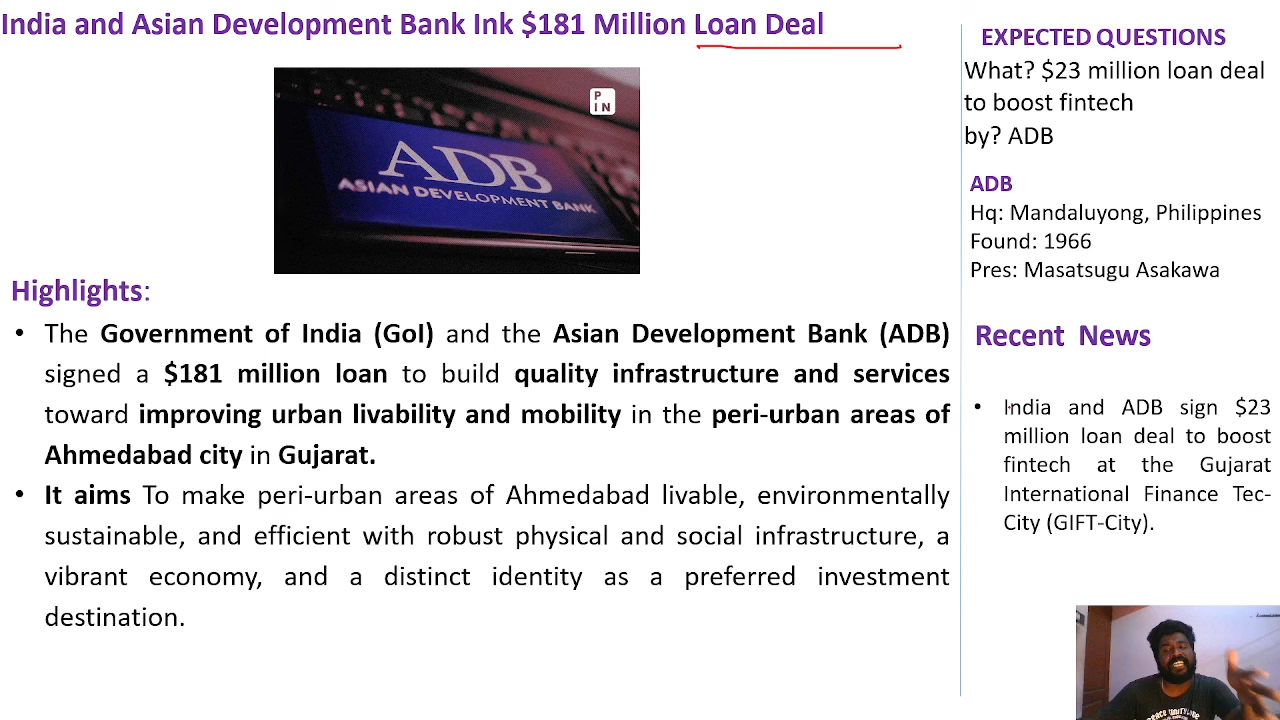 India and Asian Development Bank Ink $181 Million Loan Deal
P
IN
ADB
ASIAN DEVELOPMENT BANK
Highlights:
• The Government of India (GoI) and the Asian Development Bank (ADB)
signed a $181 million loan to build quality infrastructure and services
toward improving urban livability and mobility in the peri-urban areas of
Ahmedabad city in Gujarat.
• It aims To make peri-urban areas of Ahmedabad livable, environmentally
sustainable, and efficient with robust physical and social infrastructure, a
vibrant economy, and a distinct identity as a preferred investment
destination.
EXPECTED QUESTIONS
What? $23 million loan deal
to boost fintech
by? ADB
ADB
Hq: Mandaluyong, Philippines
Found: 1966
Pres: Masatsugu Asakawa
Recent News
• India and ADB sign $23
million loan deal to boost
fintech at the Gujarat
International Finance Tec-
City (GIFT-City).